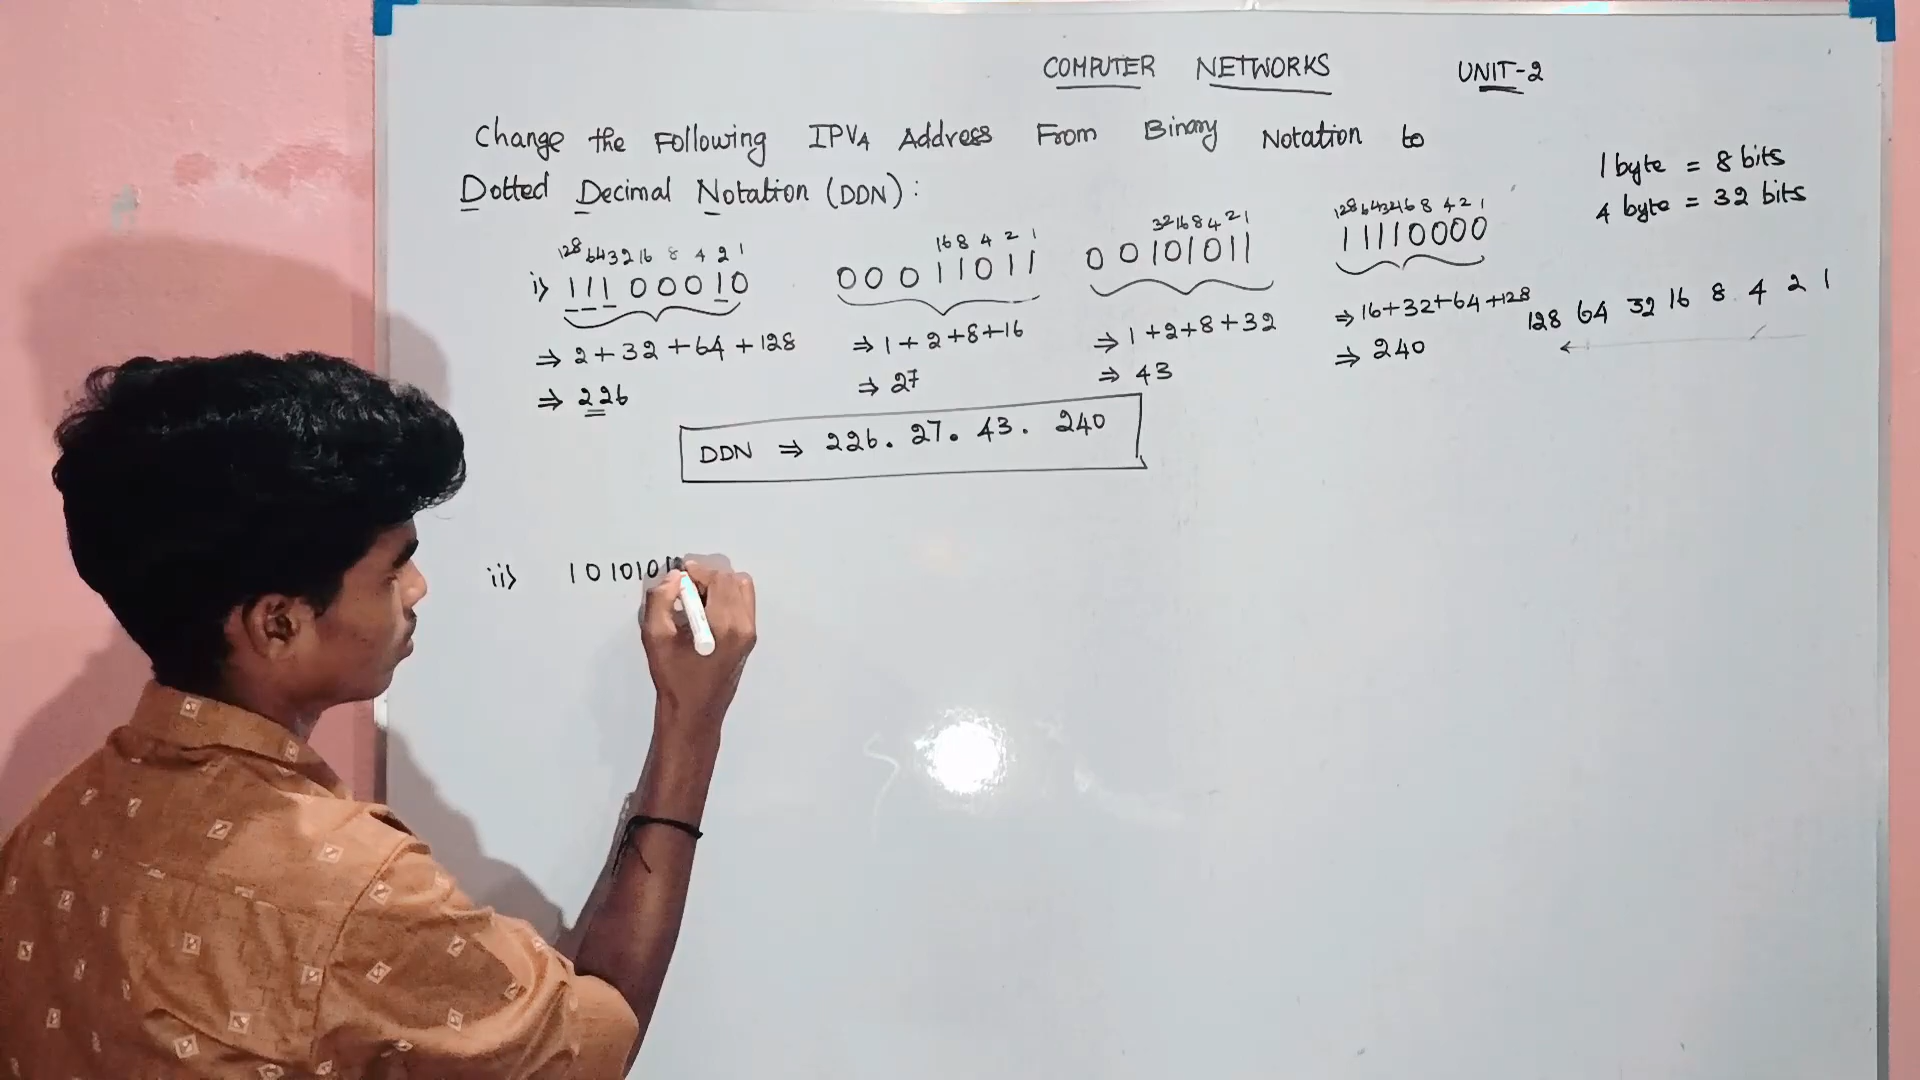 COMPUTER NETWORKS UNIT-2
Change the Following IPV4 Address From Binary Notation to
Dotted Decimal Notation (DDN) :
1 byte = 8 bits
4 byte = 32 bits
128 64 32 16 8 4 2 1 16 8 4 2 1 32 16 8 4 2 1 128 64 32 16 8 4 2 1
i) 11100010 00011011 00101011 11110000
128 64 32 16 8 4 2 1
⇒ 2+32+64+128 ⇒ 1+2+8+16 ⇒ 1+2+8+32 ⇒ 16+32+64+128
⇒ 226 ⇒ 27 ⇒ 43 ⇒ 240
DDN ⇒ 226. 27. 43. 240
ii) 101010